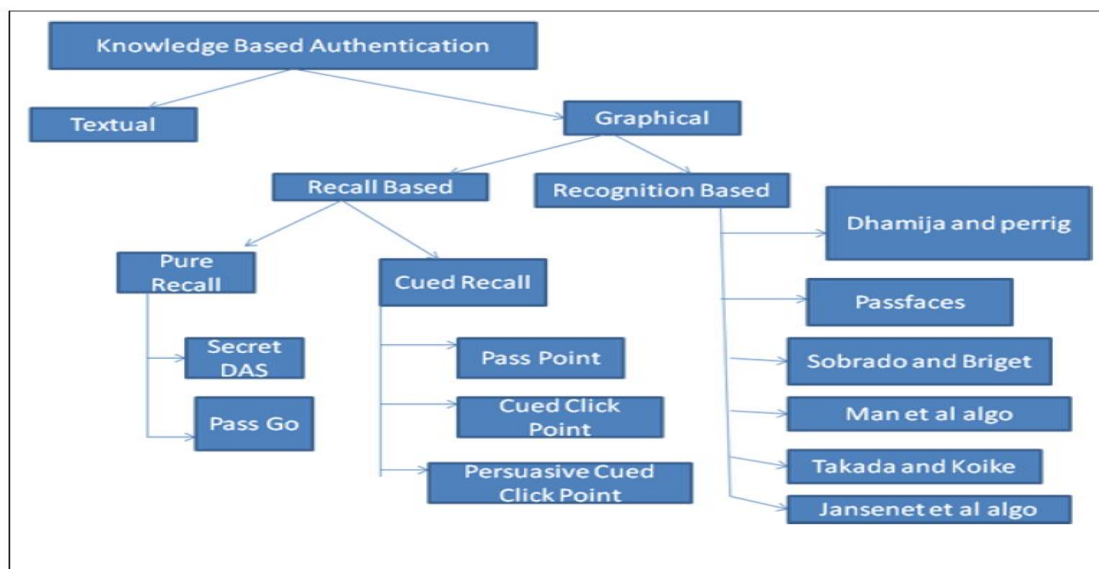 Knowledge Based Authentication
Textual
Graphical
Recall Based
Recognition Based
Dhamija and perrig
Pure
Recall
Cued Recall
Passfaces
Secret
DAS
Pass Point
Sobrado and Briget
Pass Go
Cued Click
Point
Man et al algo
Persuasive Cued
Click Point
Takada and Koike
Jansenet et al algo